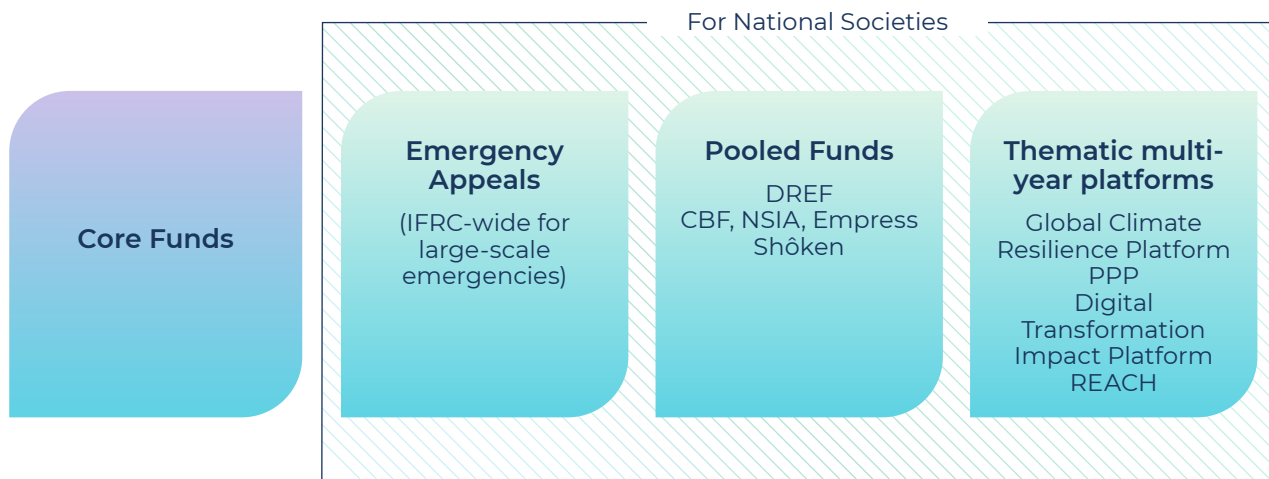 For National Societies
Core Funds
Emergency
Appeals
(IFRC-wide for
large-scale
emergencies)
Pooled Funds
DREF
CBF, NSIA, Empress
Shôken
Thematic multi-
year platforms
Global Climate
Resilience Platform
PPP
Digital
Transformation
Impact Platform
REACH